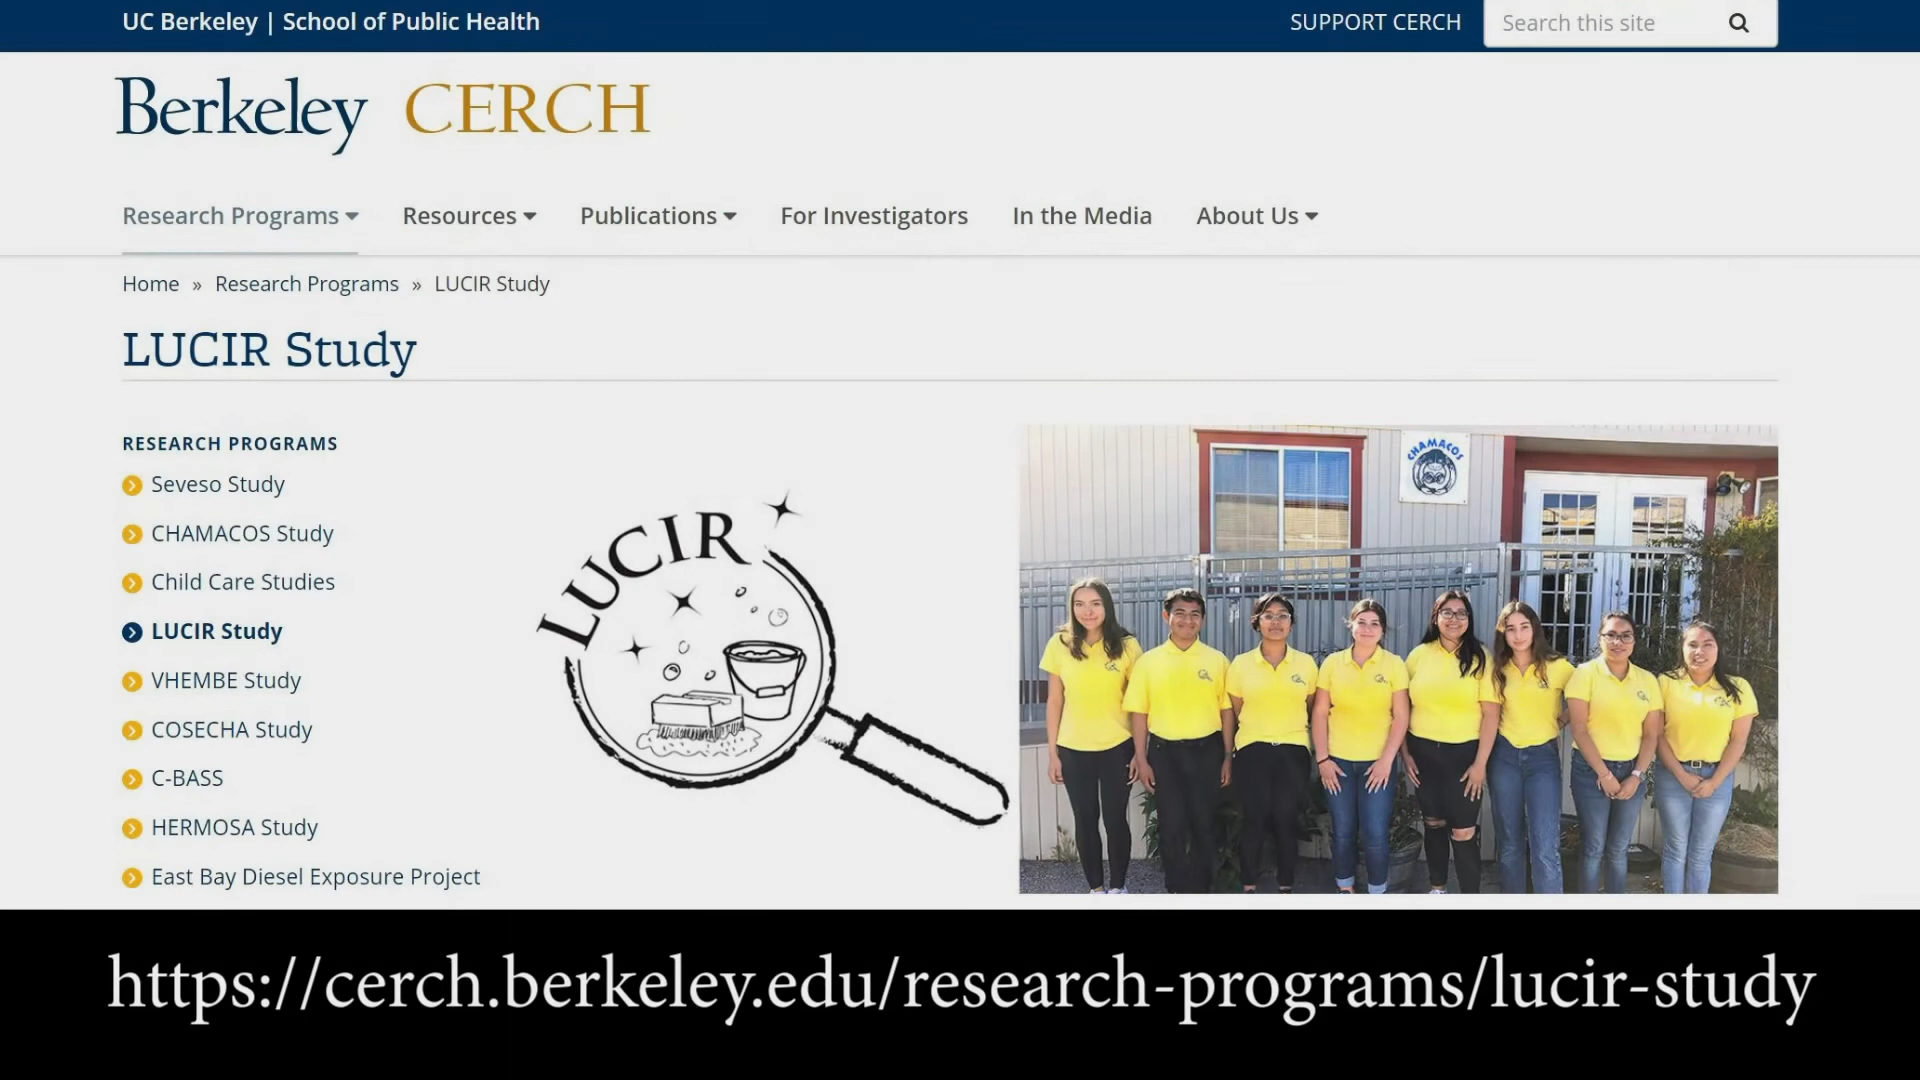 UC Berkeley | School of Public Health
SUPPORT CERCH
Search this site
Berkeley CERCH
Research Programs
Resources
Publications
For Investigators
In the Media
About Us
Home » Research Programs » LUCIR Study
LUCIR Study
RESEARCH PROGRAMS
Seveso Study
CHAMACOS Study
Child Care Studies
LUCIR Study
VHEMBE Study
COSECHA Study
C-BASS
HERMOSA Study
East Bay Diesel Exposure Project
LUCIR
CHAMACOS
https://cerch.berkeley.edu/research-programs/lucir-study